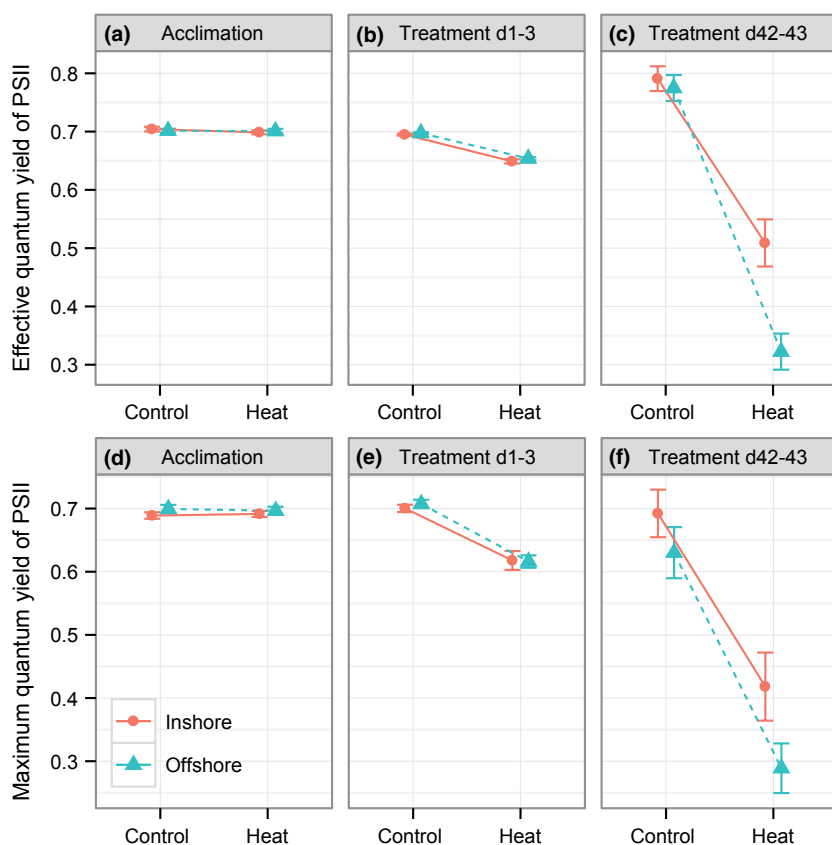 (a) Acclimation
(b) Treatment d1-3
(c) Treatment d42-43
Effective quantum yield of PSII
0.8
0.7
0.6
0.5
0.4
0.3
Control Heat
Control Heat
Control Heat
(d) Acclimation
(e) Treatment d1-3
(f) Treatment d42-43
Maximum quantum yield of PSII
0.7
0.6
0.5
0.4
0.3
Inshore
Offshore
Control Heat
Control Heat
Control Heat